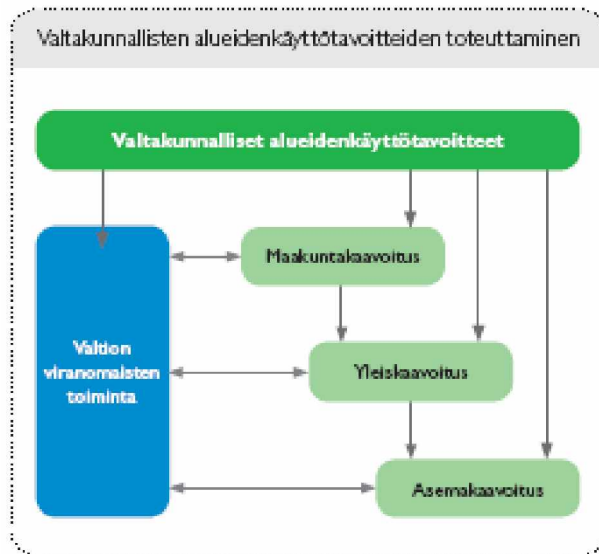 Valtakunnallisten alueidenkäyttötavoitteiden toteuttaminen
Valtakunnalliset alueidenkäyttötavoitteet
Maakuntakaavoitus
Valtion
viranomaisten
toiminta
Yleiskaavoitus
Asemakaavoitus